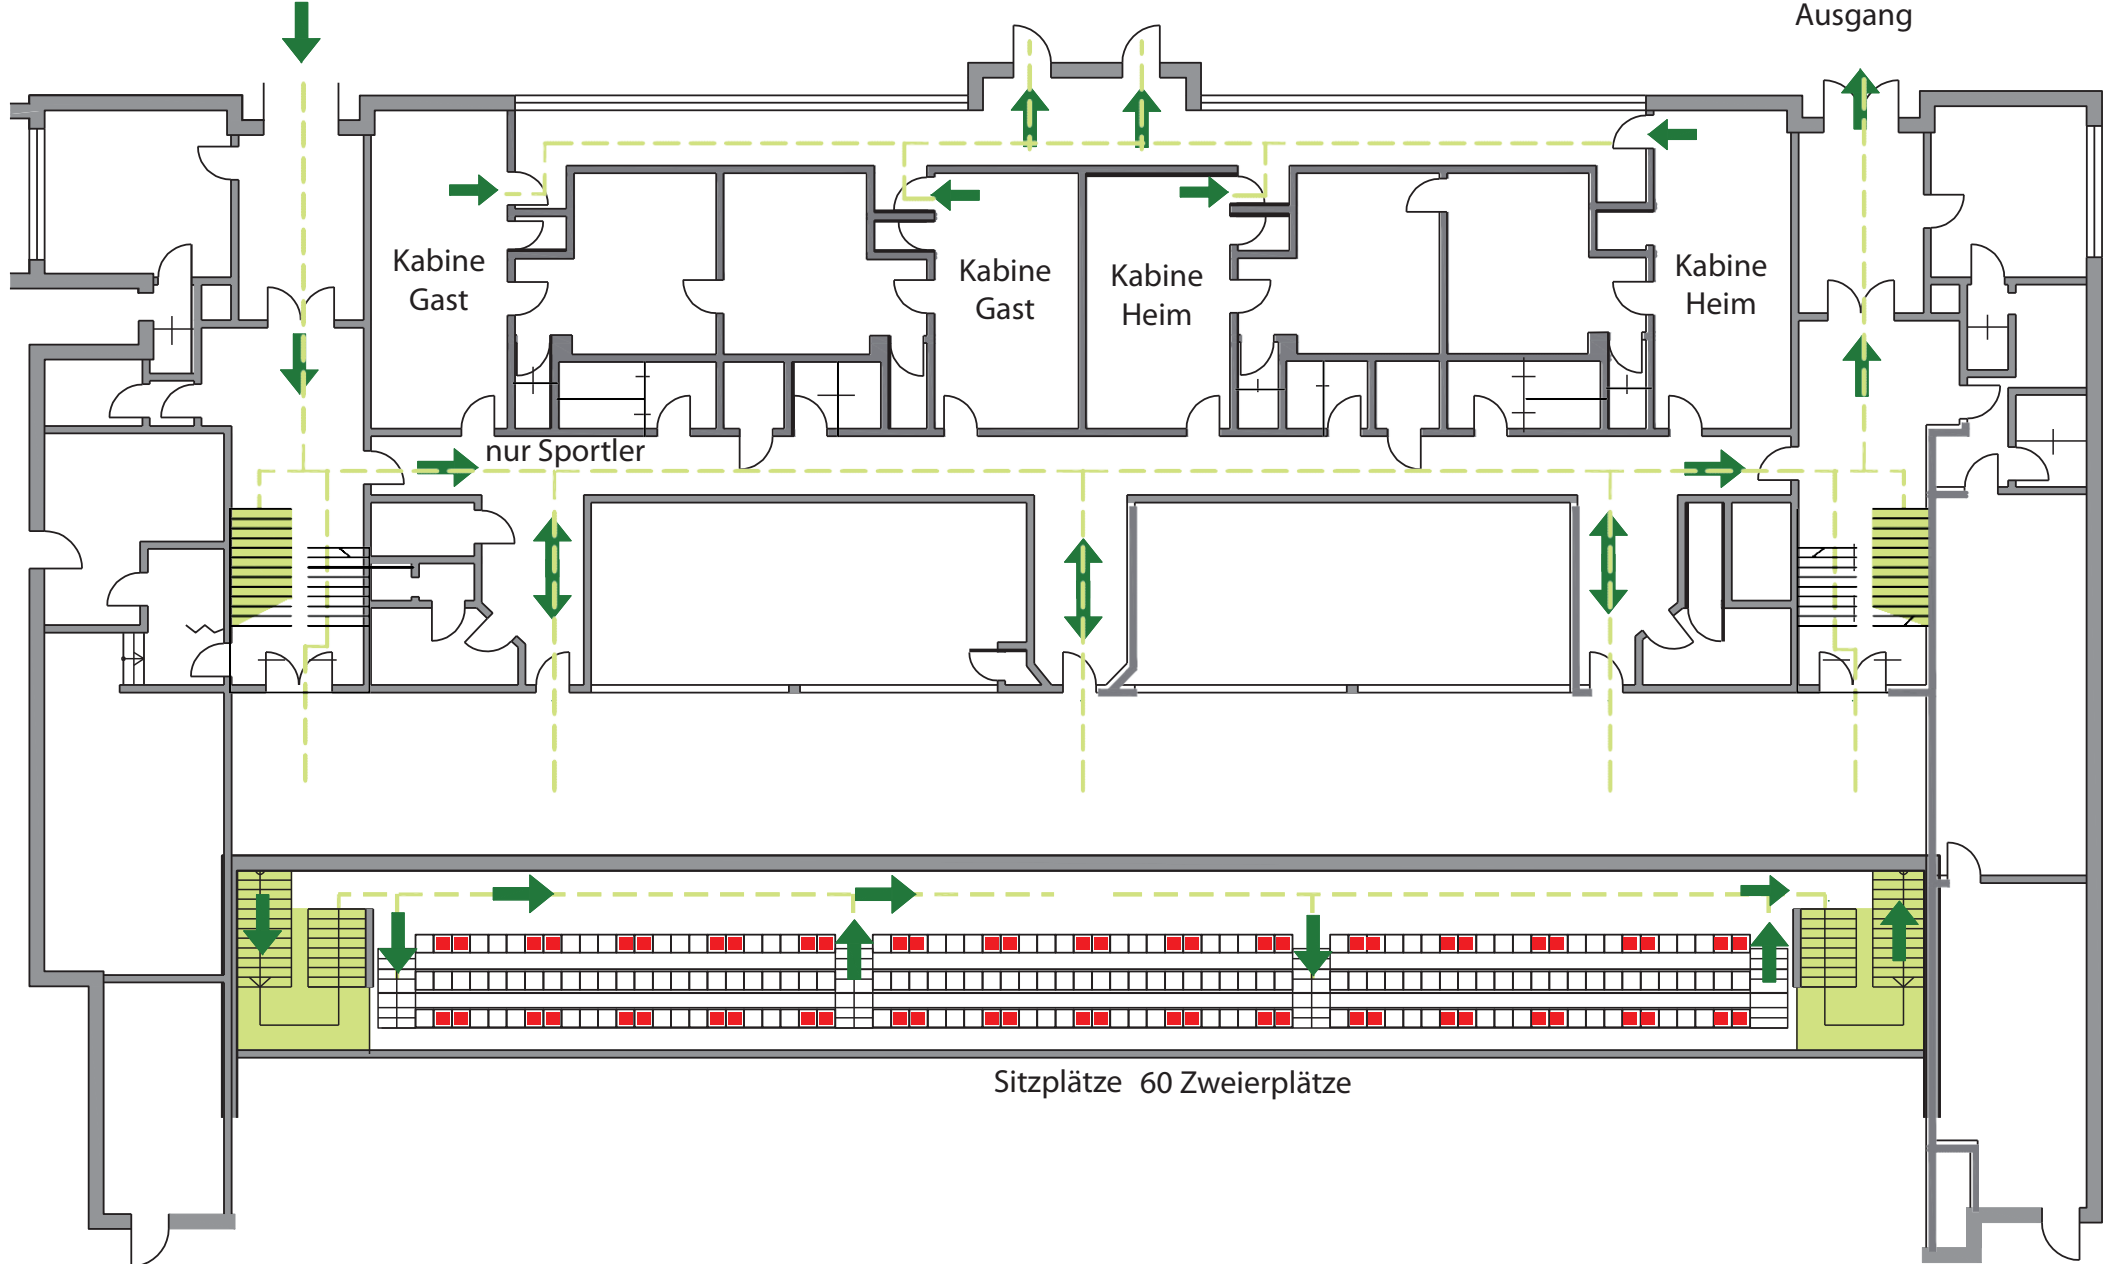 Ausgang
Kabine
Gast
Kabine
Gast
Kabine
Heim
Kabine
Heim
nur Sportler
Sitzplätze 60 Zweierplätze